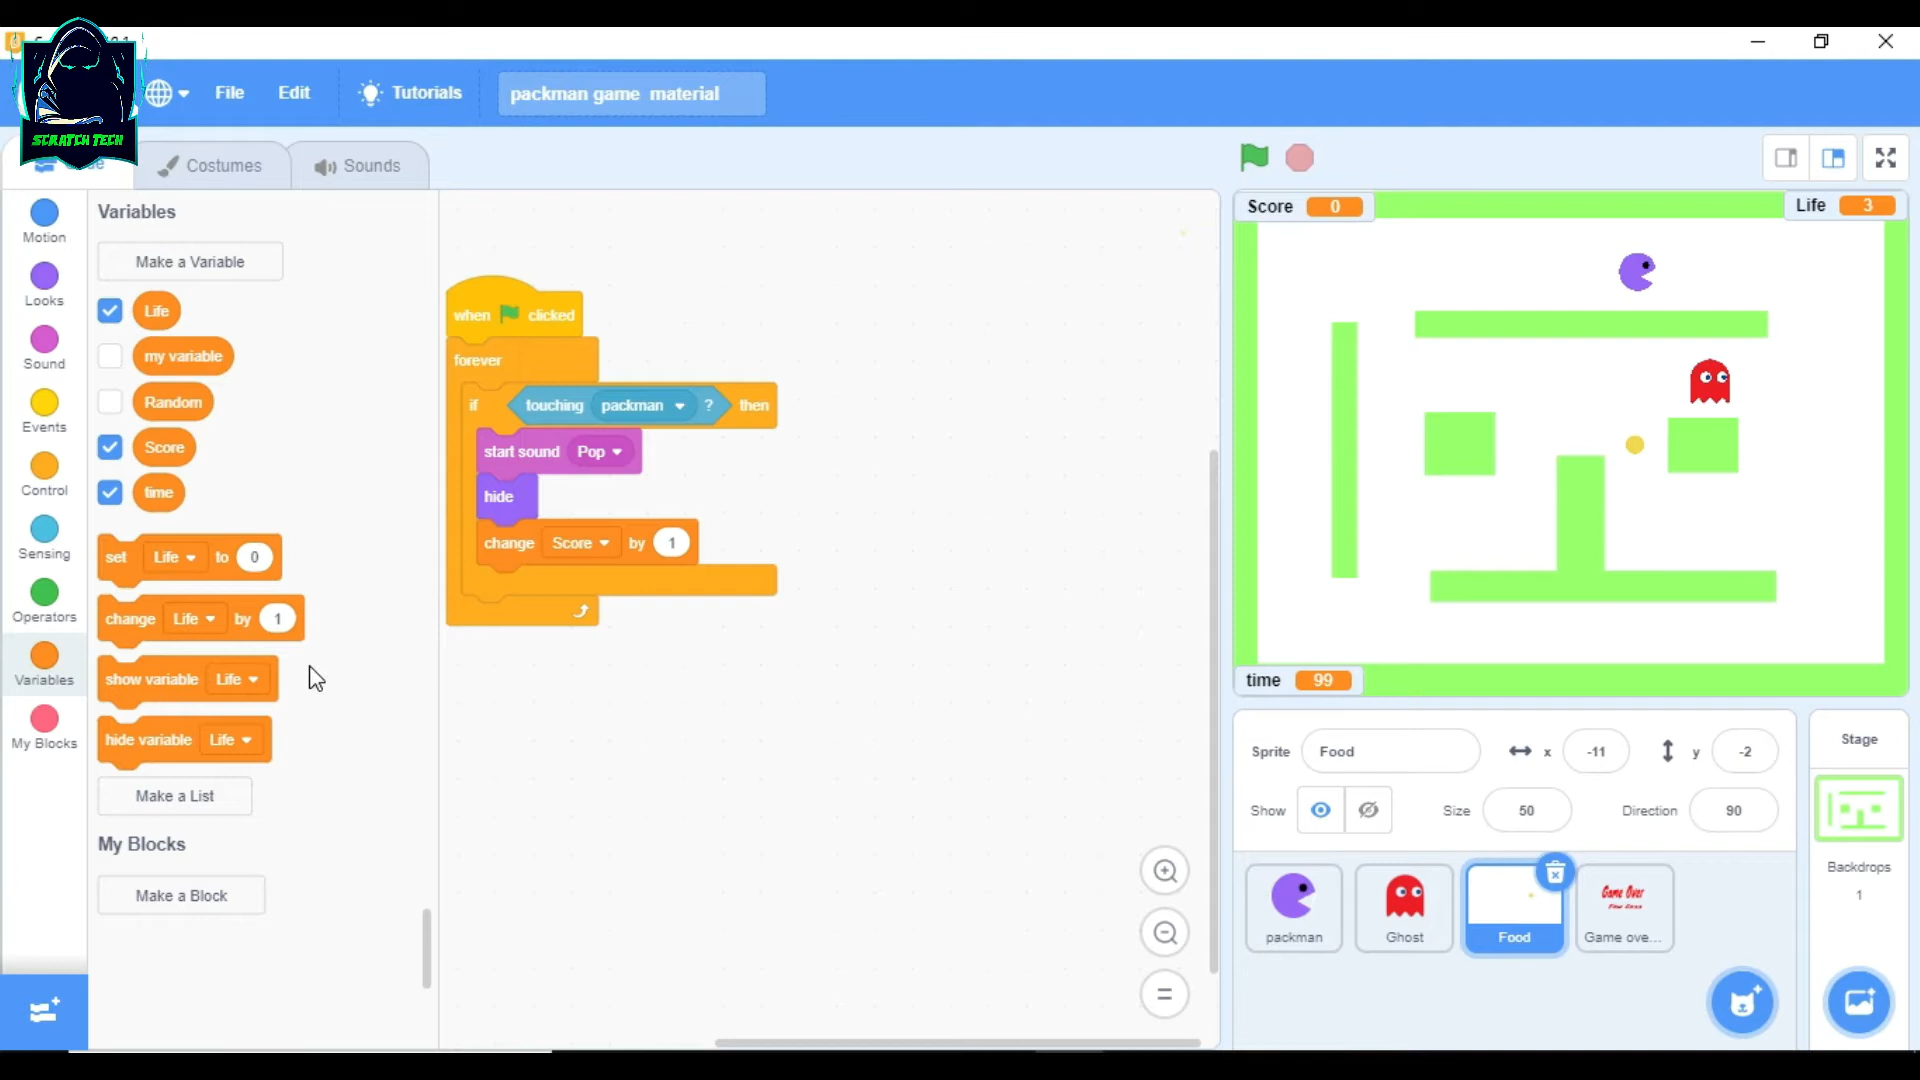 SCRATCH TECH
File
Edit
Tutorials
packman game material
Costumes
Sounds
Motion
Looks
Sound
Events
Control
Sensing
Operators
Variables
My Blocks
Variables
Make a Variable
Life
my variable
Random
Score
time
set Life to 0
change Life by 1
show variable Life
hide variable Life
Make a List
My Blocks
Make a Block
when clicked
forever
if touching packman ? then
start sound Pop
hide
change Score by 1
Score 0
Life 3
time 99
Sprite Food x -11 y -2
Show Size 50 Direction 90
packman
Ghost
Food
Game Over
Game ove...
Stage
Backdrops
1